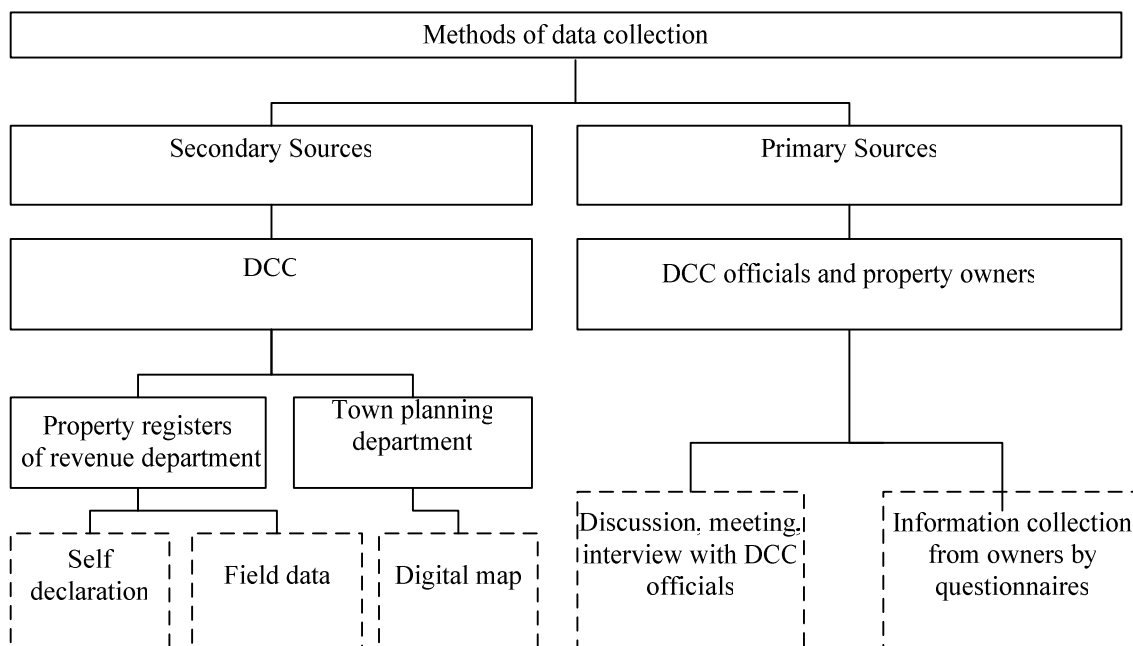 Methods of data collection
Secondary Sources
Primary Sources
DCC
DCC officials and property owners
Property registers
of revenue department
Town planning
department
Self
declaration
Field data
Digital map
Discussion, meeting,
interview with DCC
officials
Information collection
from owners by
questionnaires